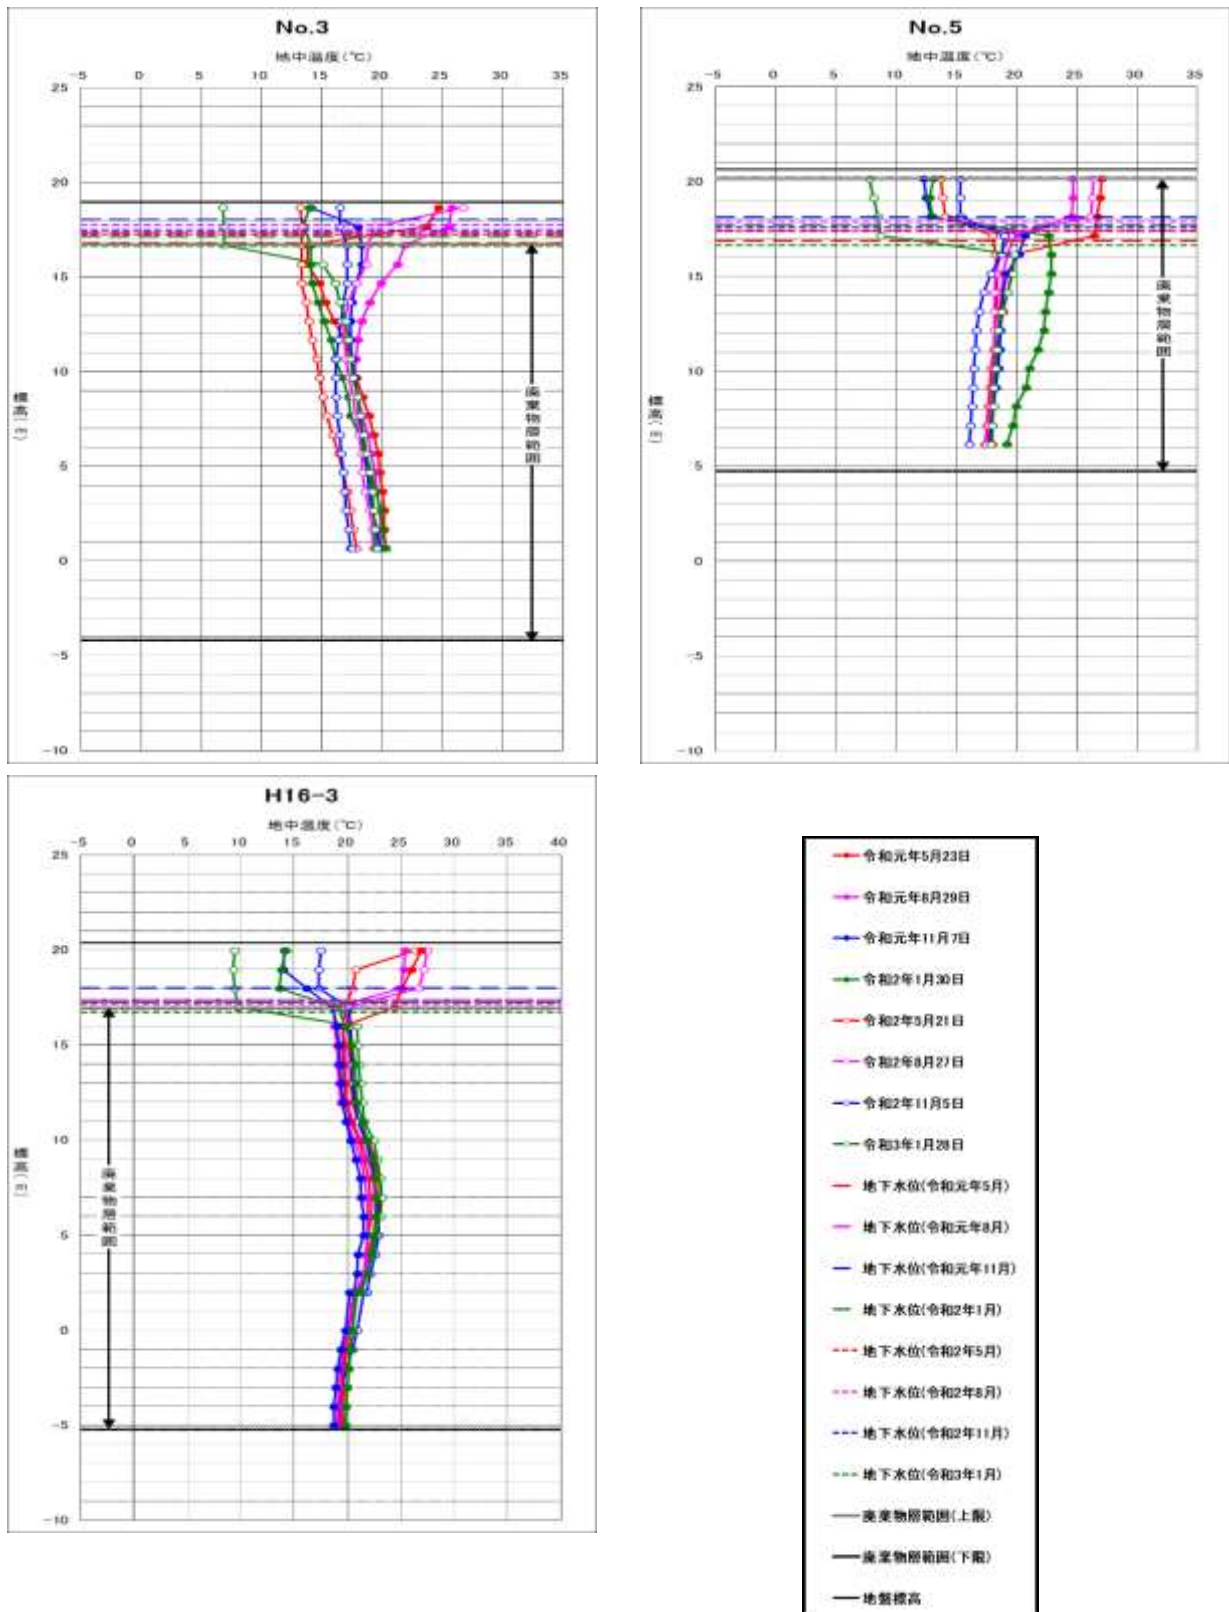 No.3
地中温度(℃)
-5 0 5 10 15 20 25 30 35
25
20
15
10
5
0
-5
-10
標高(m)
廃棄物層範囲
No.5
地中温度(℃)
-5 0 5 10 15 20 25 30 35
25
20
15
10
5
0
-5
-10
標高(m)
廃棄物層範囲
H16-3
地中温度(℃)
-5 0 5 10 15 20 25 30 35 40
25
20
15
10
5
0
-5
-10
標高(m)
廃棄物層範囲
令和元年5月23日
令和元年8月29日
令和元年11月7日
令和2年1月30日
令和2年5月21日
令和2年8月27日
令和2年11月5日
令和3年1月28日
地下水位(令和元年5月)
地下水位(令和元年8月)
地下水位(令和元年11月)
地下水位(令和2年1月)
地下水位(令和2年5月)
地下水位(令和2年8月)
地下水位(令和2年11月)
地下水位(令和3年1月)
廃棄物層範囲(上限)
廃棄物層範囲(下限)
地盤標高